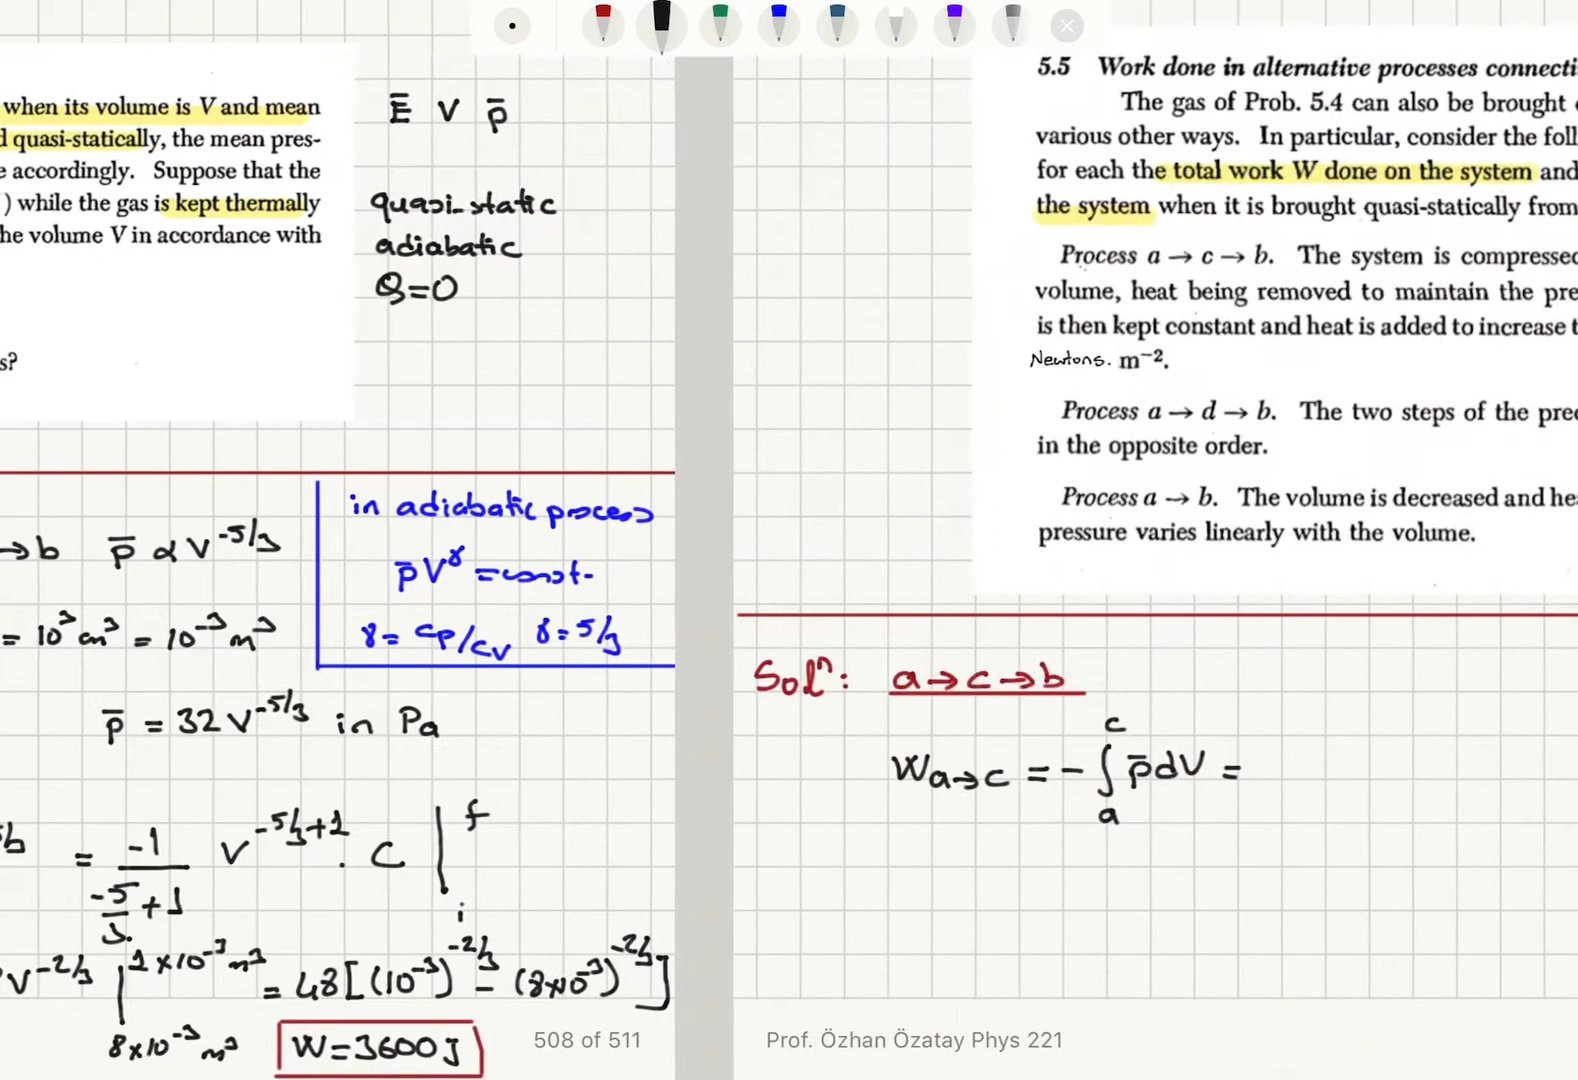 when its volume is V and mean
d quasi-statically, the mean pres-
e accordingly. Suppose that the
) while the gas is kept thermally
he volume V in accordance with
s?
Ē V p̄
quasi-static
adiabatic
Q=0
→b p̄ ∝ V^-5/3
= 10³ cm³ = 10⁻³ m³
in adiabatic process
p̄V^γ = const.
γ = Cp/Cv γ = 5/3
p̄ = 32 V^-5/3 in Pa
= -1/(-5/3 + 1) V^(-5/3+1) . C |_i^f
V^-2/3 |_(8×10⁻³ m³)^(1×10⁻³ m³) = 48[(10⁻³)^-2/3 - (8×10⁻³)^-2/3]
W = 3600 J
508 of 511
5.5 Work done in alternative processes connecti
The gas of Prob. 5.4 can also be brought
various other ways. In particular, consider the foll
for each the total work W done on the system and
the system when it is brought quasi-statically from
Process a → c → b. The system is compressed
volume, heat being removed to maintain the pre
is then kept constant and heat is added to increase t
Newtons. m⁻².
Process a → d → b. The two steps of the prec
in the opposite order.
Process a → b. The volume is decreased and hea
pressure varies linearly with the volume.
Solⁿ: a→c→b
W a→c = - ∫_a^c p̄dV =
Prof. Özhan Özatay Phys 221